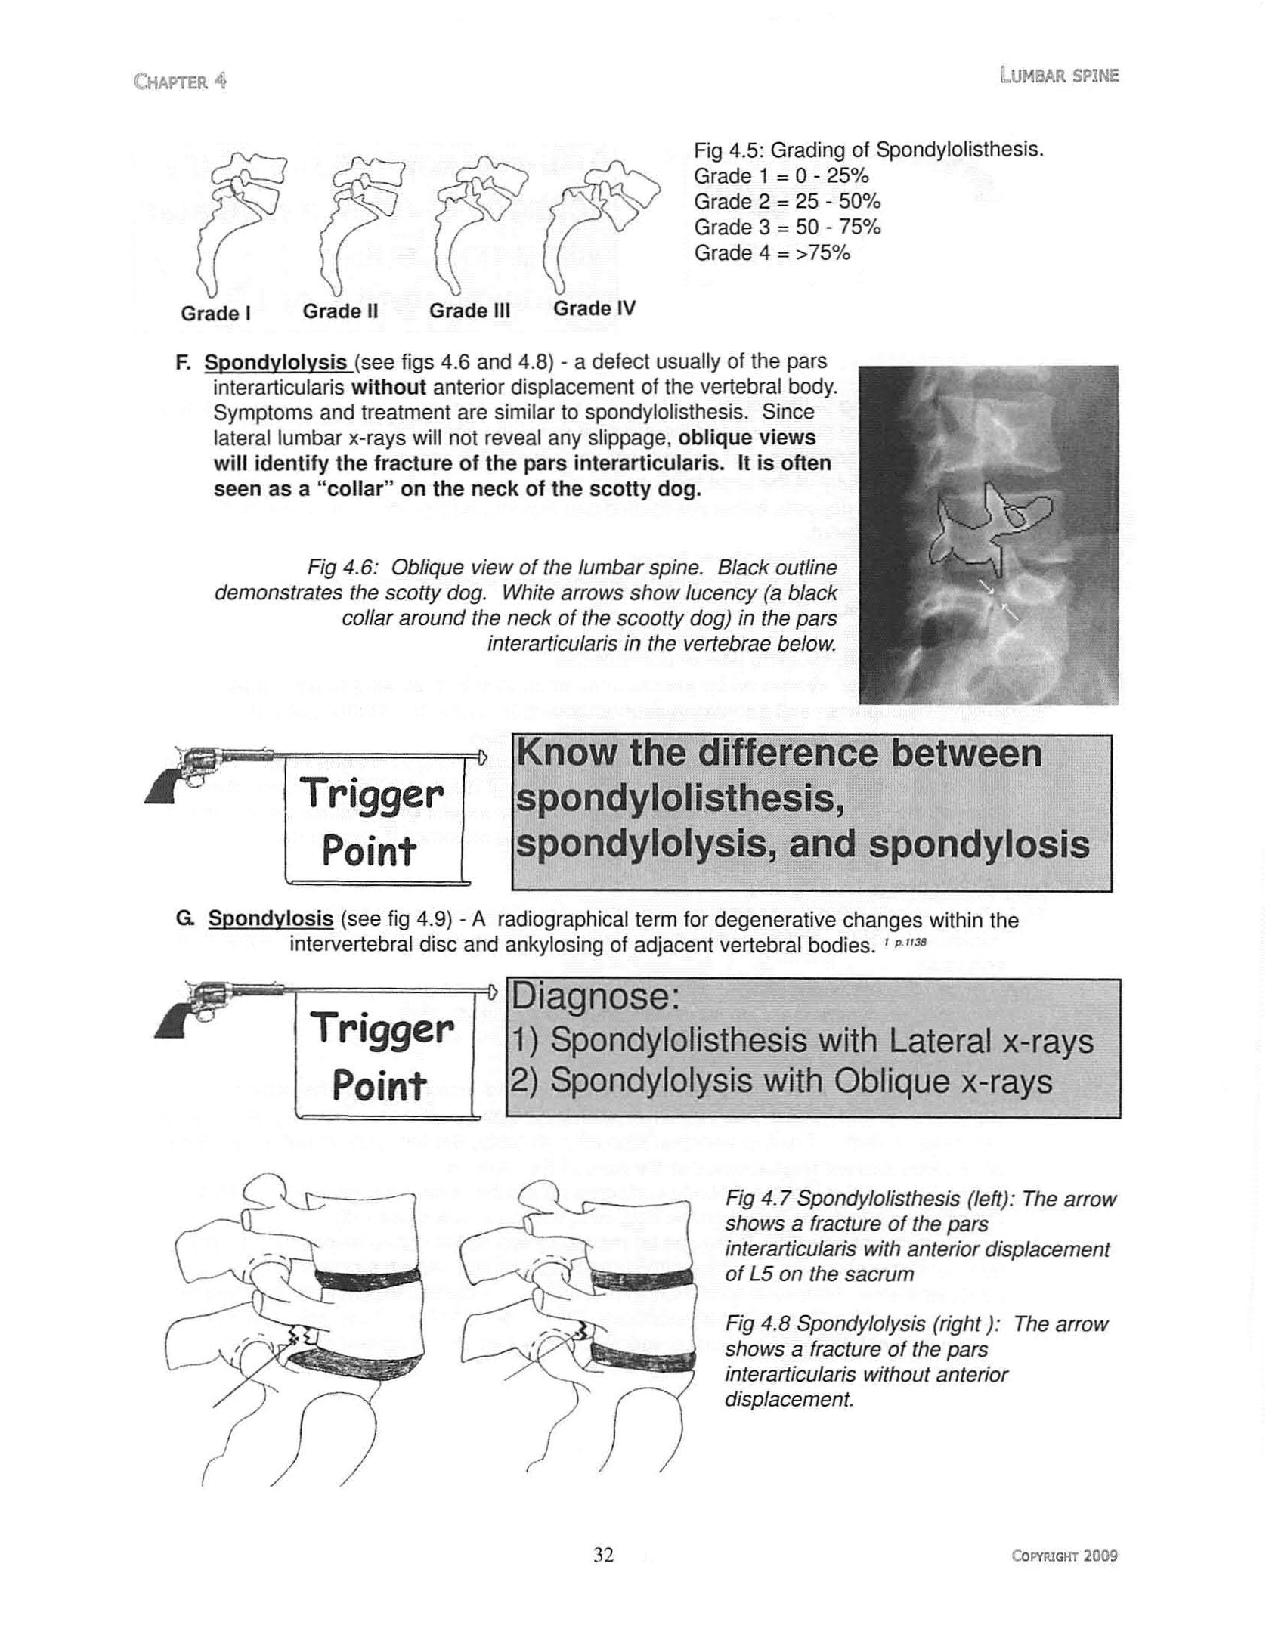 CHAPTER 4
LUMBAR SPINE
Fig 4.5: Grading of Spondylolisthesis.
Grade 1 = 0 - 25%
Grade 2 = 25 - 50%
Grade 3 = 50 - 75%
Grade 4 = >75%
Grade I
Grade II
Grade III
Grade IV
F. Spondylolysis (see figs 4.6 and 4.8) - a defect usually of the pars
interarticularis without anterior displacement of the vertebral body.
Symptoms and treatment are similar to spondylolisthesis. Since
lateral lumbar x-rays will not reveal any slippage, oblique views
will identify the fracture of the pars interarticularis. It is often
seen as a “collar” on the neck of the scotty dog.
Fig 4.6: Oblique view of the lumbar spine. Black outline
demonstrates the scotty dog. White arrows show lucency (a black
collar around the neck of the scootty dog) in the pars
interarticularis in the vertebrae below.
Trigger
Point
Know the difference between
spondylolisthesis,
spondylolysis, and spondylosis
G. Spondylosis (see fig 4.9) - A radiographical term for degenerative changes within the
intervertebral disc and ankylosing of adjacent vertebral bodies. 1 p.1138
Trigger
Point
Diagnose:
1) Spondylolisthesis with Lateral x-rays
2) Spondylolysis with Oblique x-rays
Fig 4.7 Spondylolisthesis (left): The arrow
shows a fracture of the pars
interarticularis with anterior displacement
of L5 on the sacrum
Fig 4.8 Spondylolysis (right ): The arrow
shows a fracture of the pars
interarticularis without anterior
displacement.
32
COPYRIGHT 2009